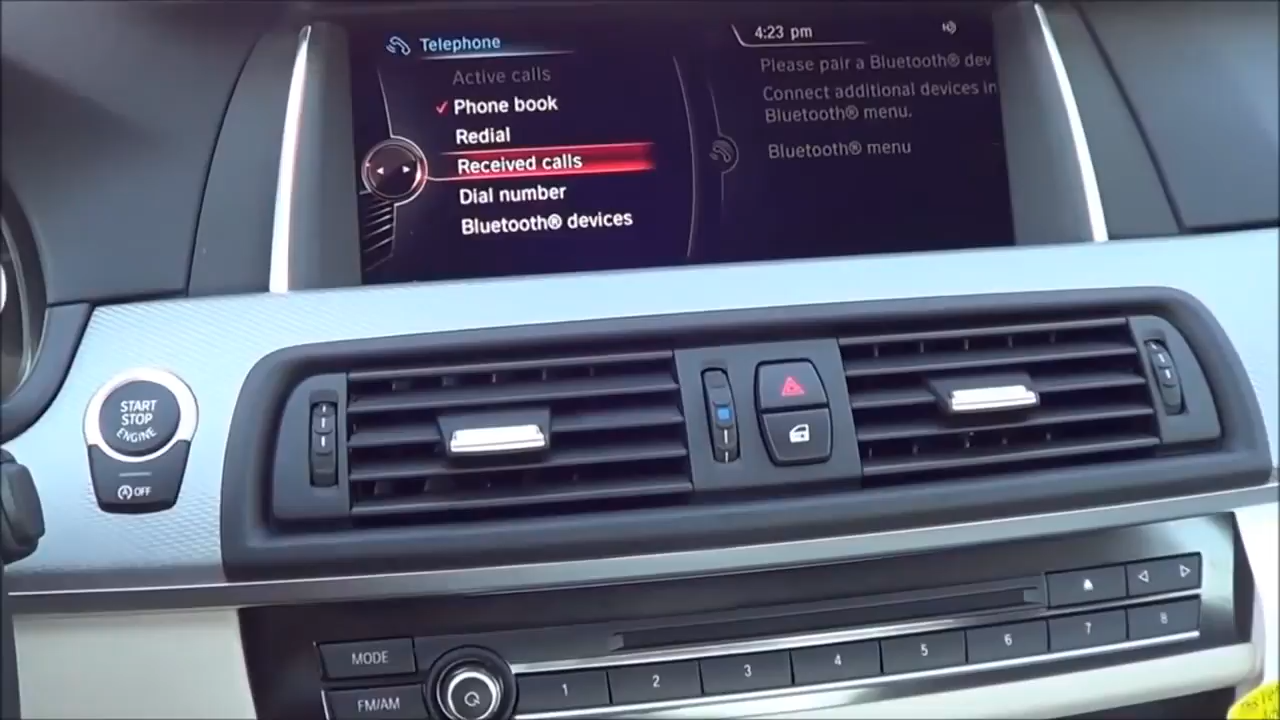 Telephone
Active calls
Phone book
Redial
Received calls
Dial number
Bluetooth® devices
4:23 pm
Please pair a Bluetooth® dev
Connect additional devices in
Bluetooth® menu.
Bluetooth® menu
START
STOP
ENGINE
A OFF
MODE
FM/AM
1 2 3 4 5 6 7 8